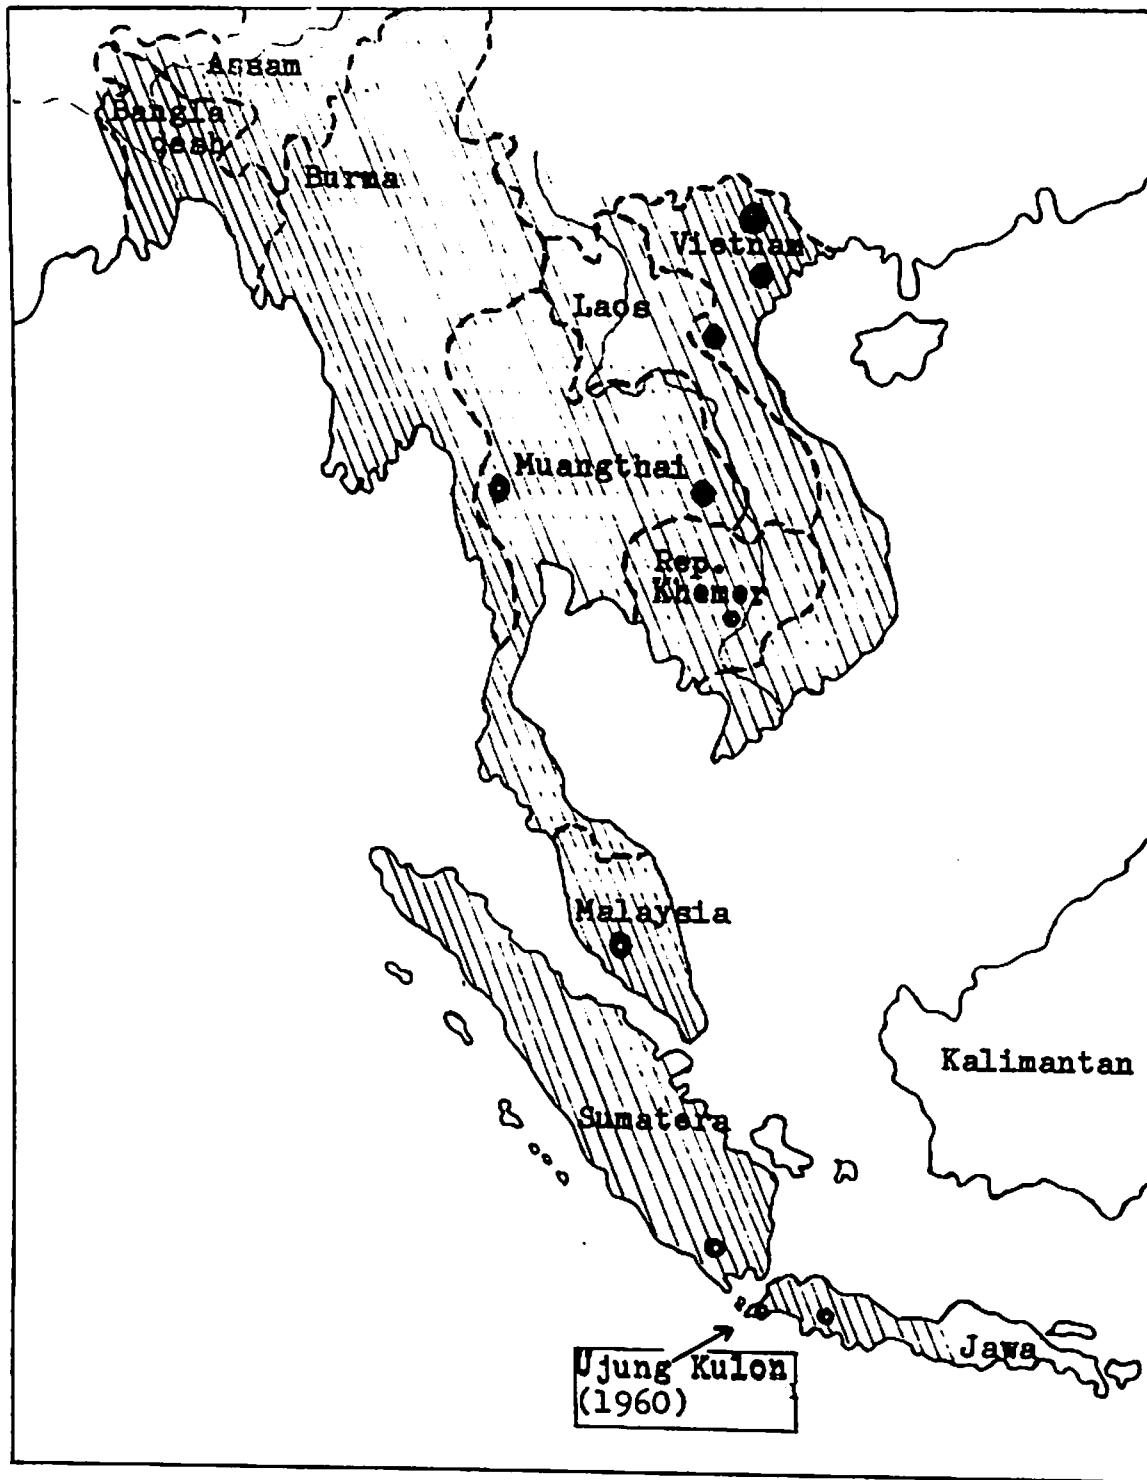 Assam
Bangla
desh
Burma
Vietnam
Laos
Muangthai
Rep.
Khemer
Malaysia
Kalimantan
Sumatera
Jawa
Ujung Kulon
(1960)